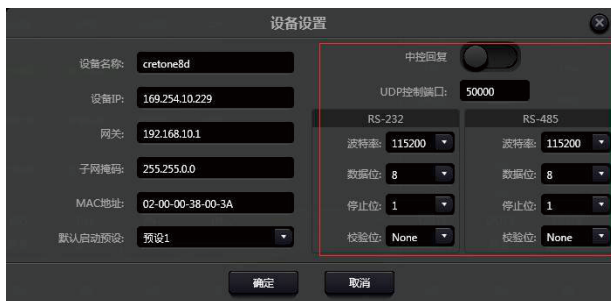 设备设置
设备名称: cretone8d
设备IP: 169.254.10.229
网关: 192.168.10.1
子网掩码: 255.255.0.0
MAC地址: 02-00-00-38-00-3A
默认启动预设: 预设1
中控回复
UDP控制端口: 50000
RS-232
波特率: 115200
数据位: 8
停止位: 1
校验位: None
RS-485
波特率: 115200
数据位: 8
停止位: 1
校验位: None
确定 取消